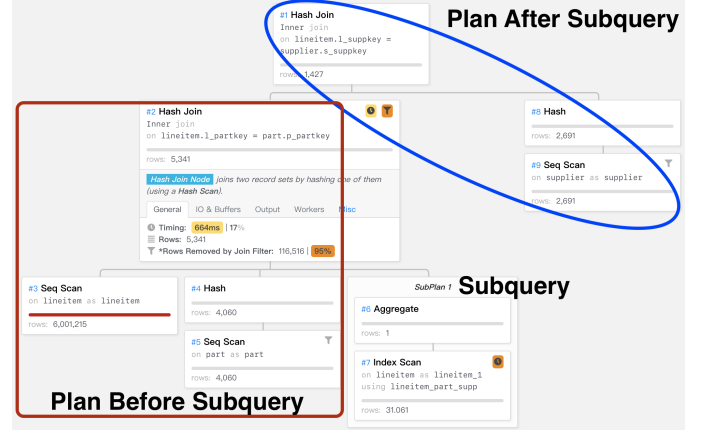 Plan After Subquery
#1 Hash Join
Inner join
on lineitem.l_suppkey =
supplier.s_suppkey
rows: 1,427
#2 Hash Join
Inner join
on lineitem.l_partkey = part.p_partkey
rows: 5,341
Hash Join Node joins two record sets by hashing one of them
(using a Hash Scan).
General IO & Buffers Output Workers Misc
Timing: 664ms | 17%
Rows: 5,341
*Rows Removed by Join Filter: 116,516 | 95%
#8 Hash
rows: 2,691
#9 Seq Scan
on supplier as supplier
rows: 2,691
#3 Seq Scan
on lineitem as lineitem
rows: 6,001,215
#4 Hash
rows: 4,060
#5 Seq Scan
on part as part
rows: 4,060
SubPlan 1 Subquery
#6 Aggregate
rows: 1
#7 Index Scan
on lineitem as lineitem_1
using lineitem_part_supp
rows: 31.061
Plan Before Subquery